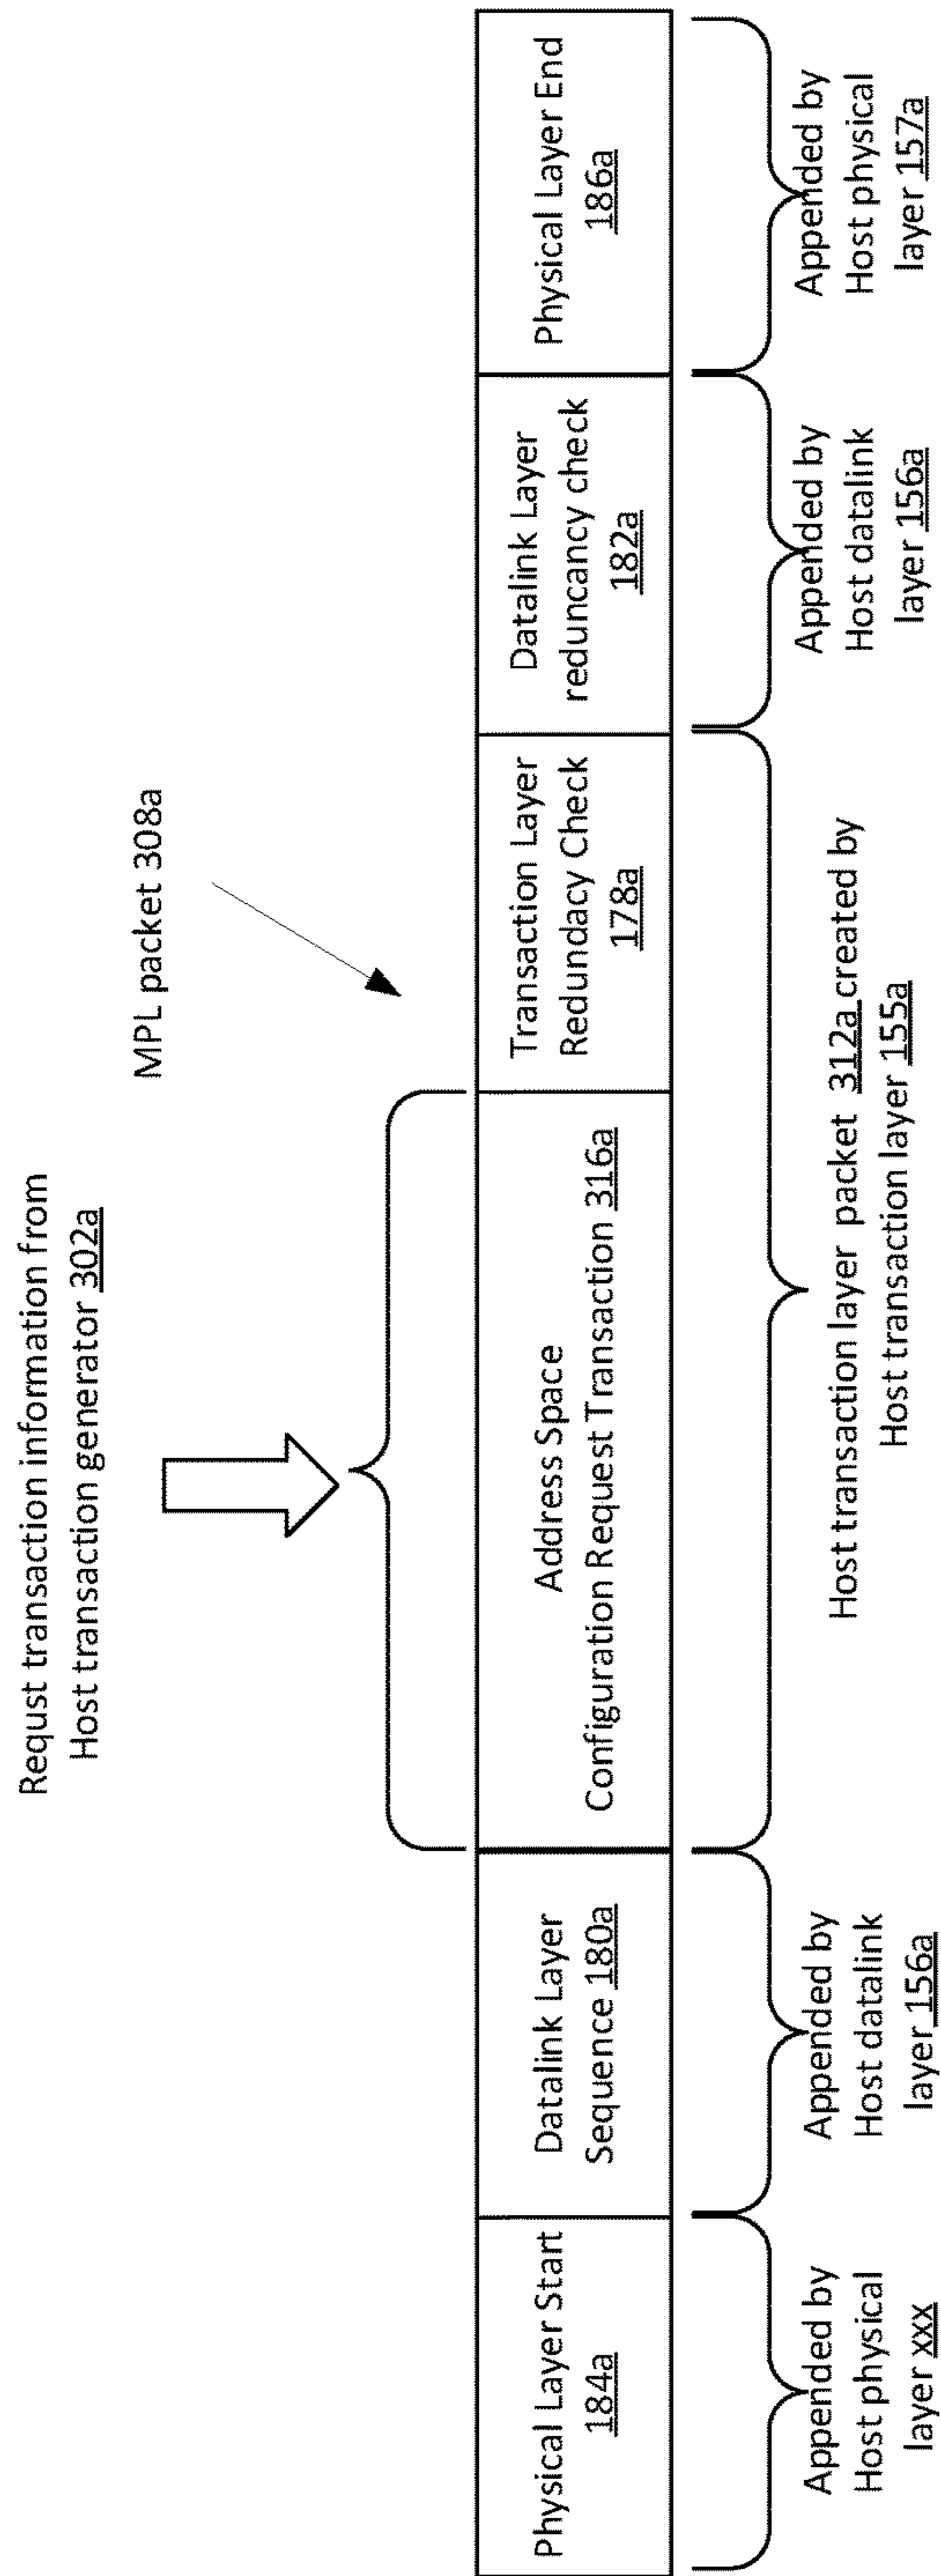 Requst transaction information from
Host transaction generator 302a
MPL packet 308a
Physical Layer Start
184a
Datalink Layer
Sequence 180a
Address Space
Configuration Request Transaction 316a
Transaction Layer
Redundacy Check
178a
Datalink Layer
reduncancy check
182a
Physical Layer End
186a
Appended by
Host physical
layer xxx
Appended by
Host datalink
layer 156a
Host transaction layer packet 312a created by
Host transaction layer 155a
Appended by
Host datalink
layer 156a
Appended by
Host physical
layer 157a